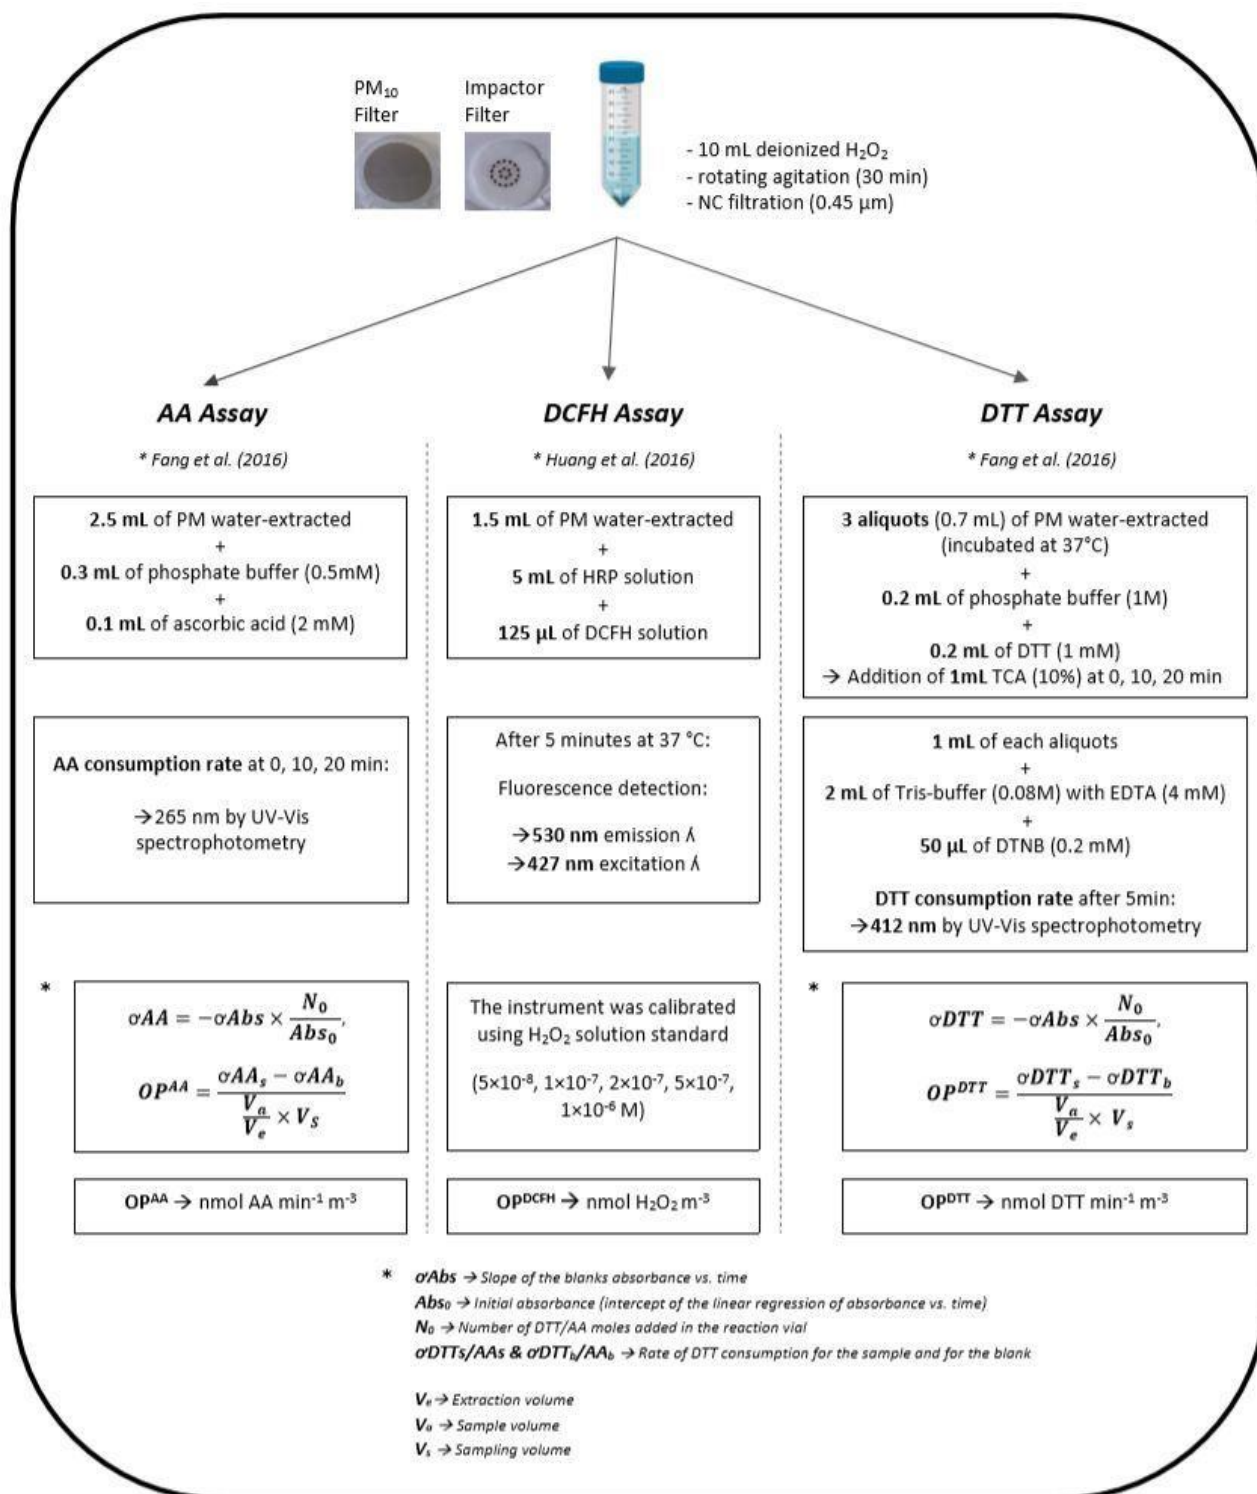 PM₁₀
Filter
Impactor
Filter
- 10 mL deionized H₂O₂
- rotating agitation (30 min)
- NC filtration (0.45 µm)
AA Assay
* Fang et al. (2016)
2.5 mL of PM water-extracted
+
0.3 mL of phosphate buffer (0.5mM)
+
0.1 mL of ascorbic acid (2 mM)
AA consumption rate at 0, 10, 20 min:
→265 nm by UV-Vis
spectrophotometry
*
σAA = −σAbs × N₀/Abs₀,
OP^AA = (σAAₛ − σAA_b)/(Vₐ/Vₑ × Vₛ)
OP^AA → nmol AA min⁻¹ m⁻³
DCFH Assay
* Huang et al. (2016)
1.5 mL of PM water-extracted
+
5 mL of HRP solution
+
125 µL of DCFH solution
After 5 minutes at 37 °C:
Fluorescence detection:
→530 nm emission ʎ
→427 nm excitation ʎ
The instrument was calibrated
using H₂O₂ solution standard
(5×10⁻⁸, 1×10⁻⁷, 2×10⁻⁷, 5×10⁻⁷,
1×10⁻⁶ M)
OP^DCFH → nmol H₂O₂ m⁻³
DTT Assay
* Fang et al. (2016)
3 aliquots (0.7 mL) of PM water-extracted
(incubated at 37°C)
+
0.2 mL of phosphate buffer (1M)
+
0.2 mL of DTT (1 mM)
→ Addition of 1mL TCA (10%) at 0, 10, 20 min
1 mL of each aliquots
+
2 mL of Tris-buffer (0.08M) with EDTA (4 mM)
+
50 µL of DTNB (0.2 mM)
DTT consumption rate after 5min:
→412 nm by UV-Vis spectrophotometry
*
σDTT = −σAbs × N₀/Abs₀,
OP^DTT = (σDTTₛ − σDTT_b)/(Vₐ/Vₑ × Vₛ)
OP^DTT → nmol DTT min⁻¹ m⁻³
* σAbs → Slope of the blanks absorbance vs. time
Abs₀ → Initial absorbance (intercept of the linear regression of absorbance vs. time)
N₀ → Number of DTT/AA moles added in the reaction vial
σDTTs/AAs & σDTT_b/AA_b → Rate of DTT consumption for the sample and for the blank
Vₑ → Extraction volume
Vₐ → Sample volume
Vₛ → Sampling volume